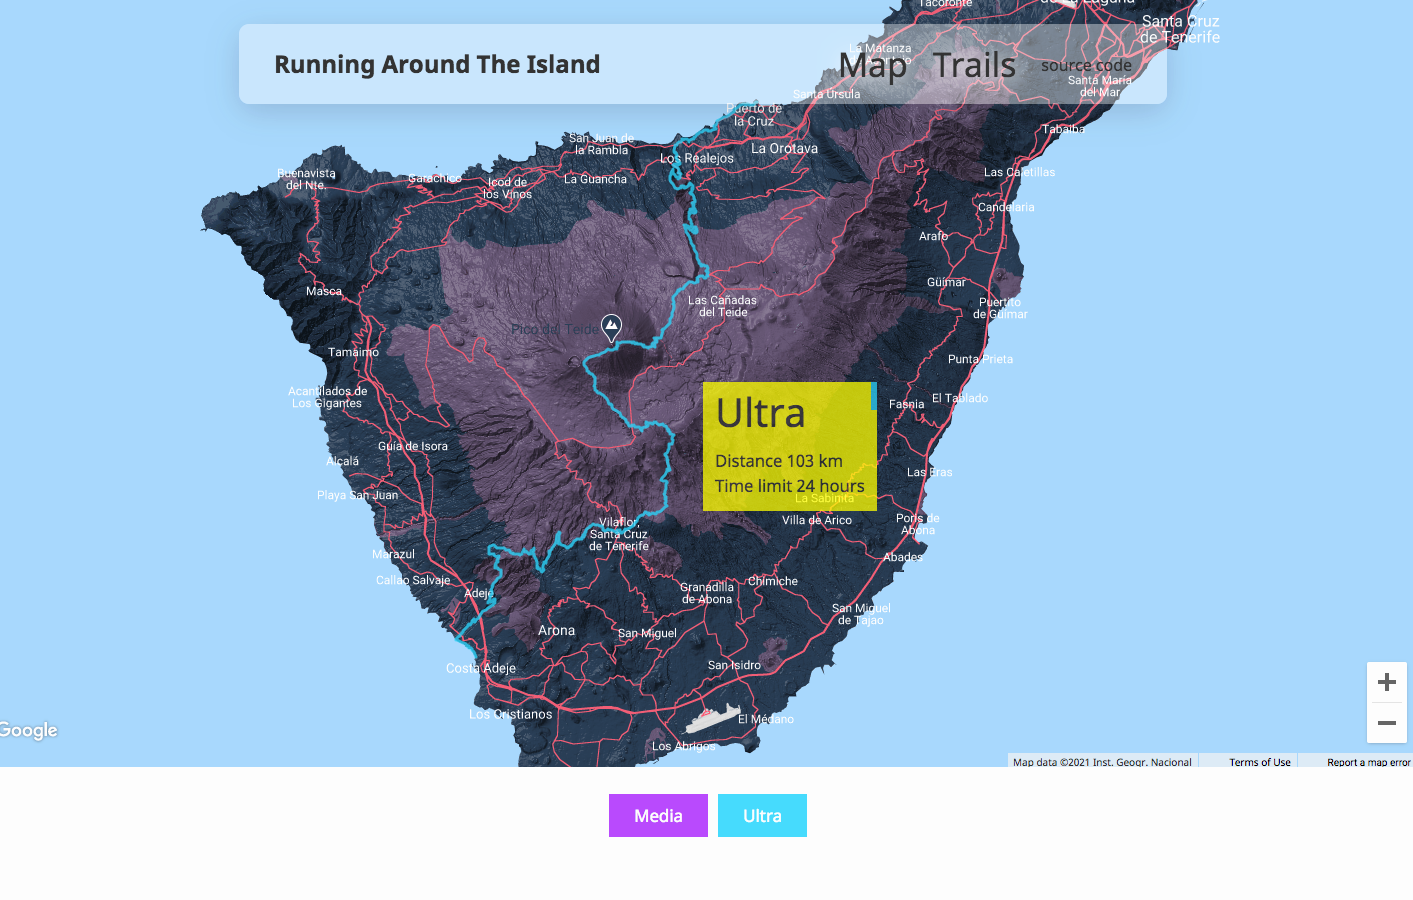 Tacoronte
de La Laguna
Santa Cruz
de Tenerife
Running Around The Island
La Matanza
Map
Trails
source code
Santa María
del Mar
Santa Úrsula
Puerto de
la Cruz
Tabaiba
San Juan de
la Rambla
La Orotava
Los Realejos
Buenavista
del Nte.
Garachico
Icod de
los Vinos
La Guancha
Las Caletillas
Candelaria
Arafo
Güímar
Masca
Las Cañadas
del Teide
Puertito
de Güímar
Pico del Teide
Tamaimo
Punta Prieta
Acantilados de
Los Gigantes
Ultra
Fasnia
El Tablado
Guía de Isora
Alcalá
Distance 103 km
Las Eras
Time limit 24 hours
Playa San Juan
La Sabinita
Vilaflor,
Santa Cruz
de Tenerife
Villa de Arico
Porís de
Abona
Marazul
Abades
Callao Salvaje
Adeje
Granadilla
de Abona
Chimiche
San Miguel
de Tajao
Arona
San Miguel
Costa Adeje
San Isidro
Los Cristianos
El Médano
Google
Los Abrigos
Map data ©2021 Inst. Geogr. Nacional
Terms of Use
Report a map error
Media
Ultra